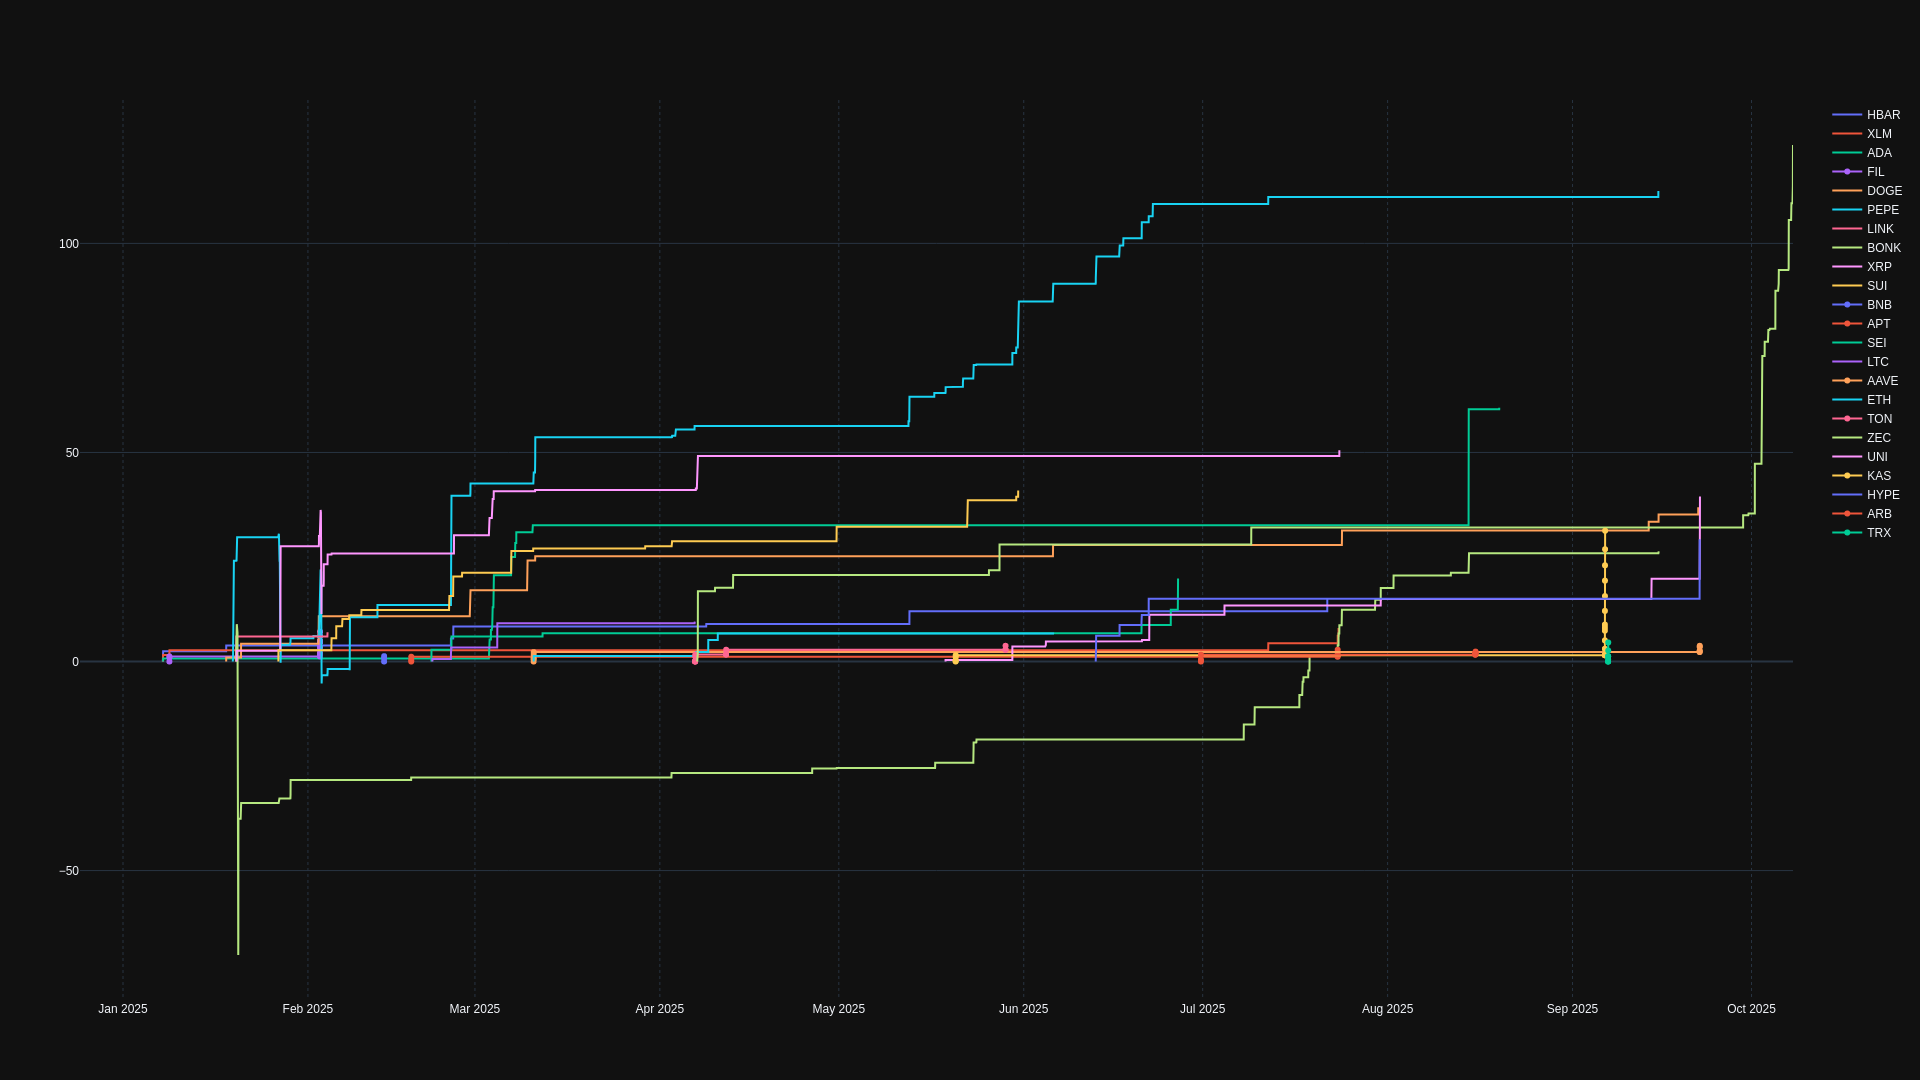 100
50
0
−50
Jan 2025
Feb 2025
Mar 2025
Apr 2025
May 2025
Jun 2025
Jul 2025
Aug 2025
Sep 2025
Oct 2025
HBAR
XLM
ADA
FIL
DOGE
PEPE
LINK
BONK
XRP
SUI
BNB
APT
SEI
LTC
AAVE
ETH
TON
ZEC
UNI
KAS
HYPE
ARB
TRX